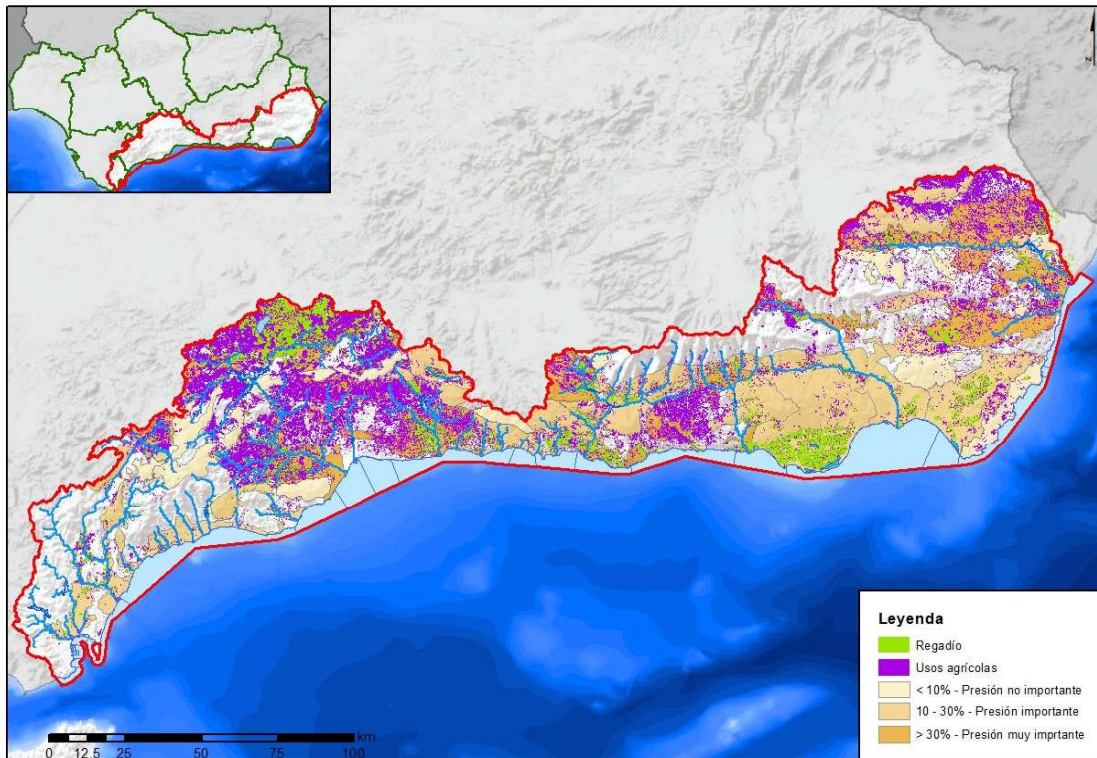 N
Leyenda
Regadío
Usos agrícolas
< 10% - Presión no importante
10 - 30% - Presión importante
> 30% - Presión muy imprtante
km
0 12.5 25 50 75 100